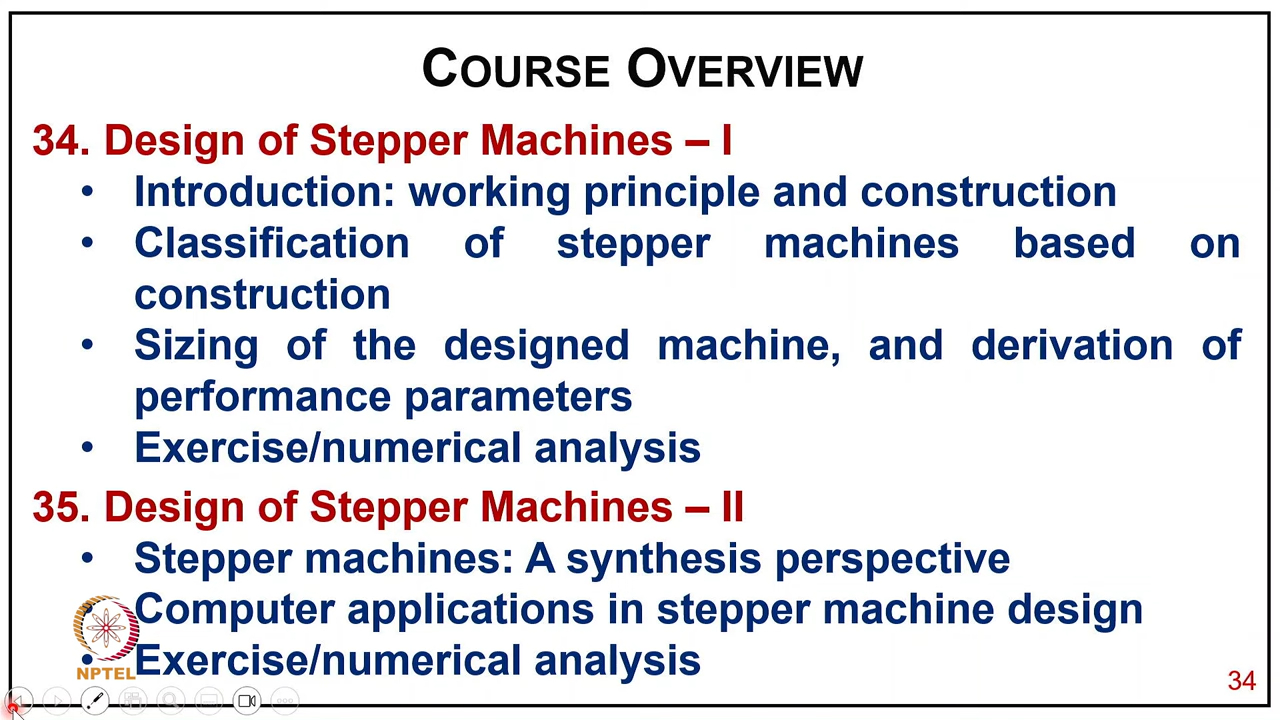 COURSE OVERVIEW
34. Design of Stepper Machines – I
• Introduction: working principle and construction
• Classification of stepper machines based on
construction
• Sizing of the designed machine, and derivation of
performance parameters
• Exercise/numerical analysis
35. Design of Stepper Machines – II
• Stepper machines: A synthesis perspective
• Computer applications in stepper machine design
• Exercise/numerical analysis
NPTEL
34